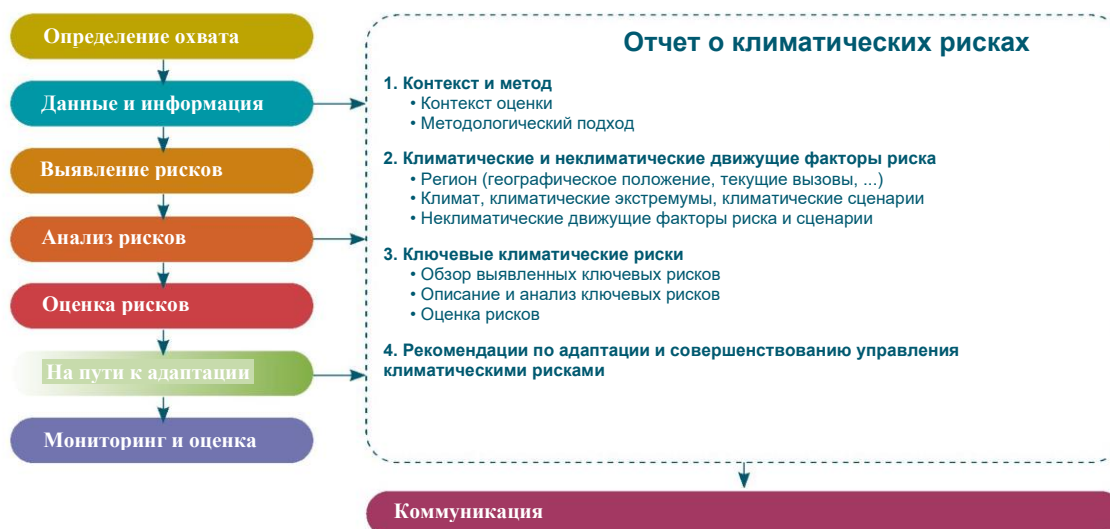 Определение охвата
Данные и информация
Выявление рисков
Анализ рисков
Оценка рисков
На пути к адаптации
Мониторинг и оценка
Отчет о климатических рисках
1. Контекст и метод
• Контекст оценки
• Методологический подход
2. Климатические и неклиматические движущие факторы риска
• Регион (географическое положение, текущие вызовы, ...)
• Климат, климатические экстремумы, климатические сценарии
• Неклиматические движущие факторы риска и сценарии
3. Ключевые климатические риски
• Обзор выявленных ключевых рисков
• Описание и анализ ключевых рисков
• Оценка рисков
4. Рекомендации по адаптации и совершенствованию управления
климатическими рисками
Коммуникация